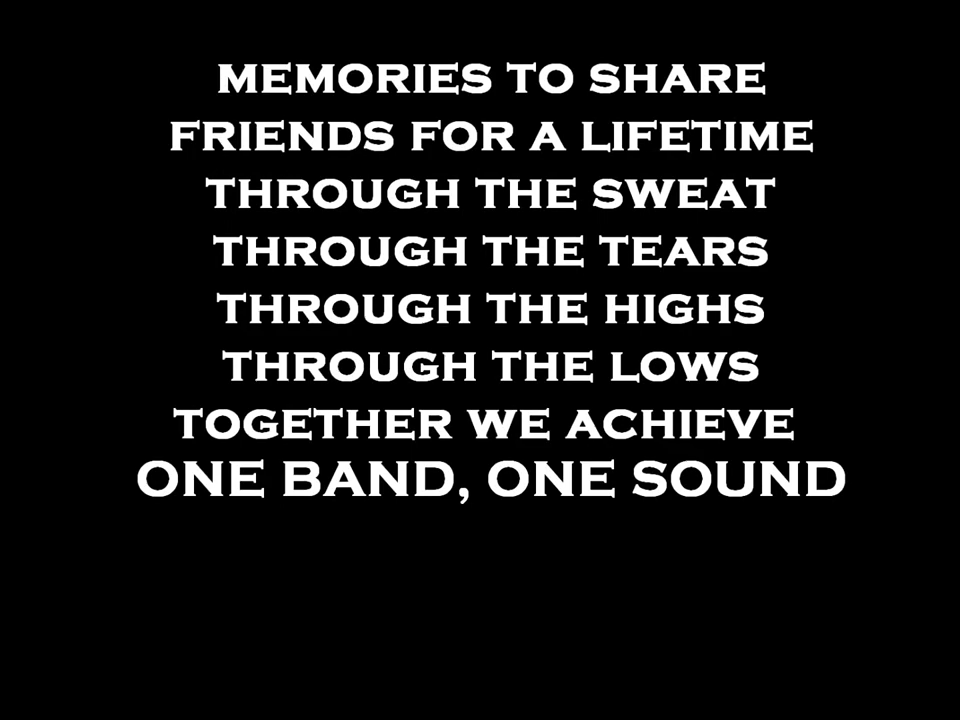 MEMORIES TO SHARE
FRIENDS FOR A LIFETIME
THROUGH THE SWEAT
THROUGH THE TEARS
THROUGH THE HIGHS
THROUGH THE LOWS
TOGETHER WE ACHIEVE
ONE BAND, ONE SOUND